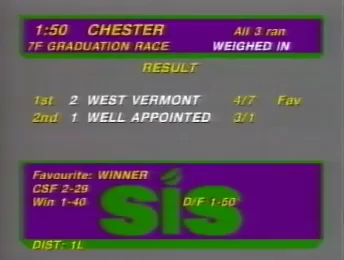 1:50 CHESTER All 3 ran
7F GRADUATION RACE WEIGHED IN
RESULT
1st 2 WEST VERMONT 4/7 Fav
2nd 1 WELL APPOINTED 3/1
Favourite: WINNER
CSF 2-29
Win 1-40 D/F 1-50
sis
DIST: 1L